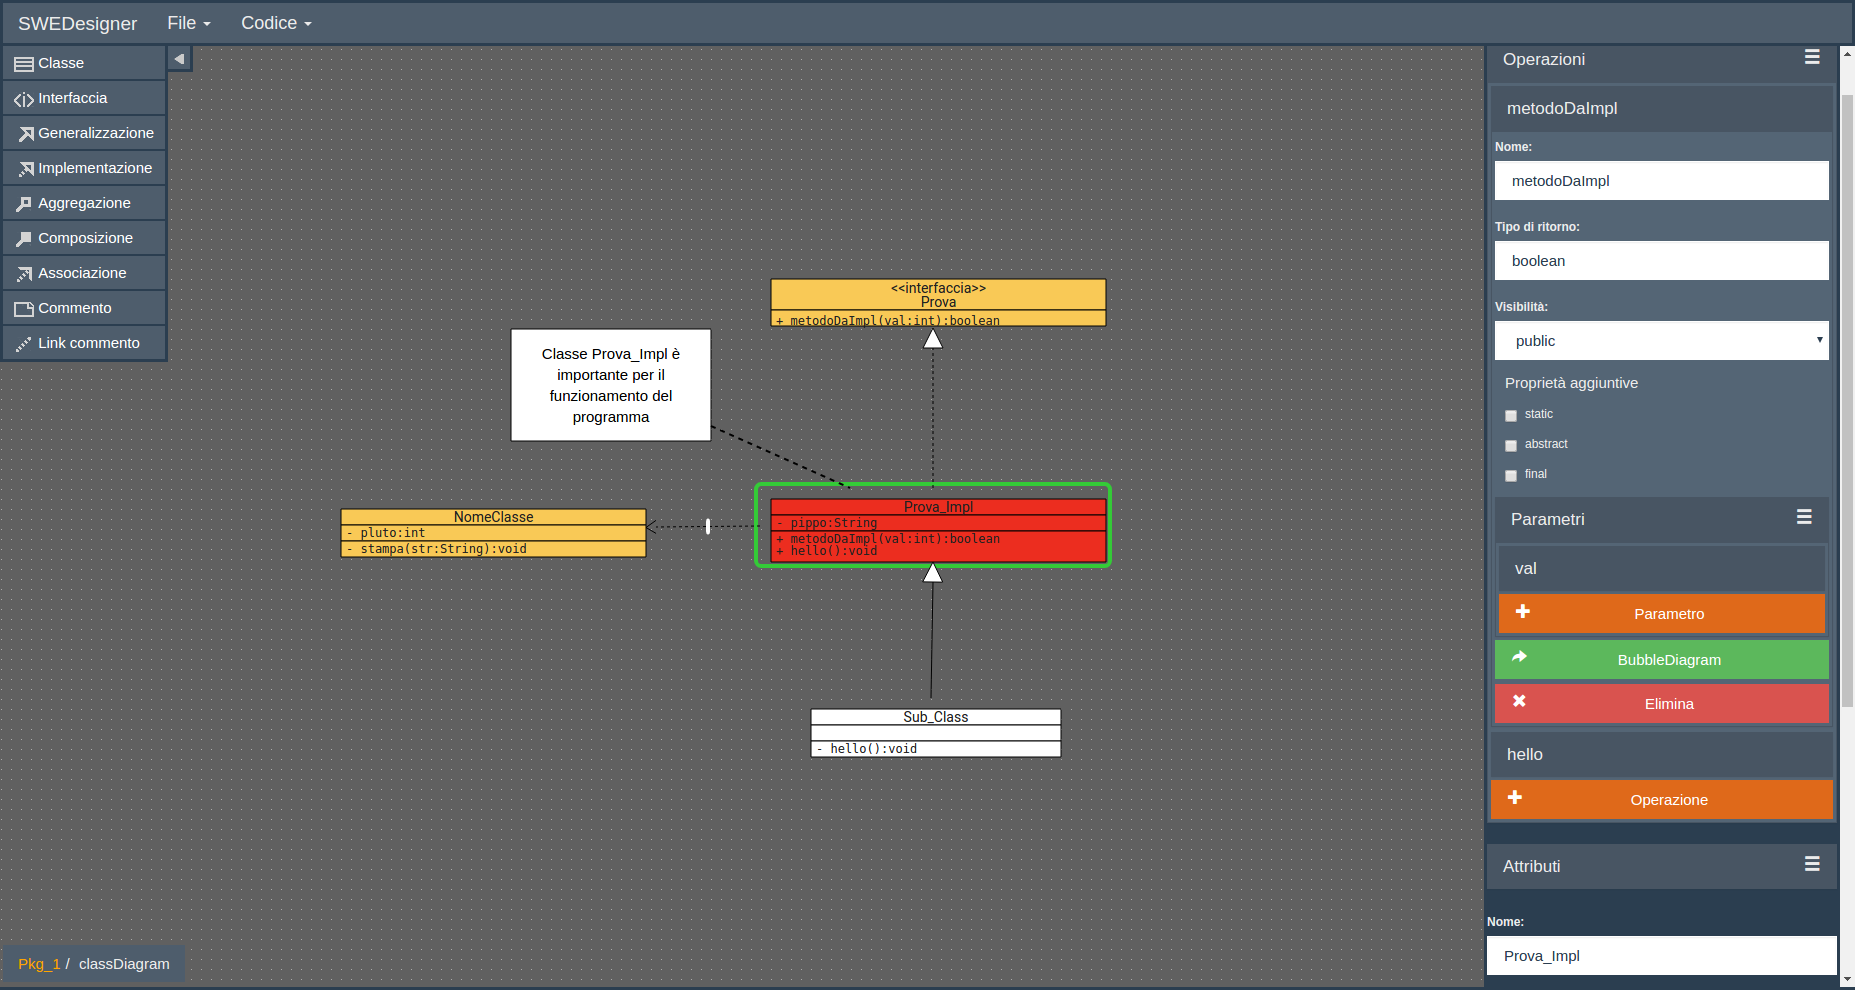 SWEDesigner File Codice
Classe
Interfaccia
Generalizzazione
Implementazione
Aggregazione
Composizione
Associazione
Commento
Link commento
<<interfaccia>>
Prova
+ metodoDaImpl(val:int):boolean
Classe Prova_Impl è
importante per il
funzionamento del
programma
NomeClasse
- pluto:int
- stampa(str:String):void
Prova_Impl
- pippo:String
+ metodoDaImpl(val:int):boolean
+ hello():void
Sub_Class
- hello():void
Pkg_1 / classDiagram
Operazioni
metodoDaImpl
Nome:
metodoDaImpl
Tipo di ritorno:
boolean
Visibilità:
public
Proprietà aggiuntive
static
abstract
final
Parametri
val
Parametro
BubbleDiagram
Elimina
hello
Operazione
Attributi
Nome:
Prova_Impl